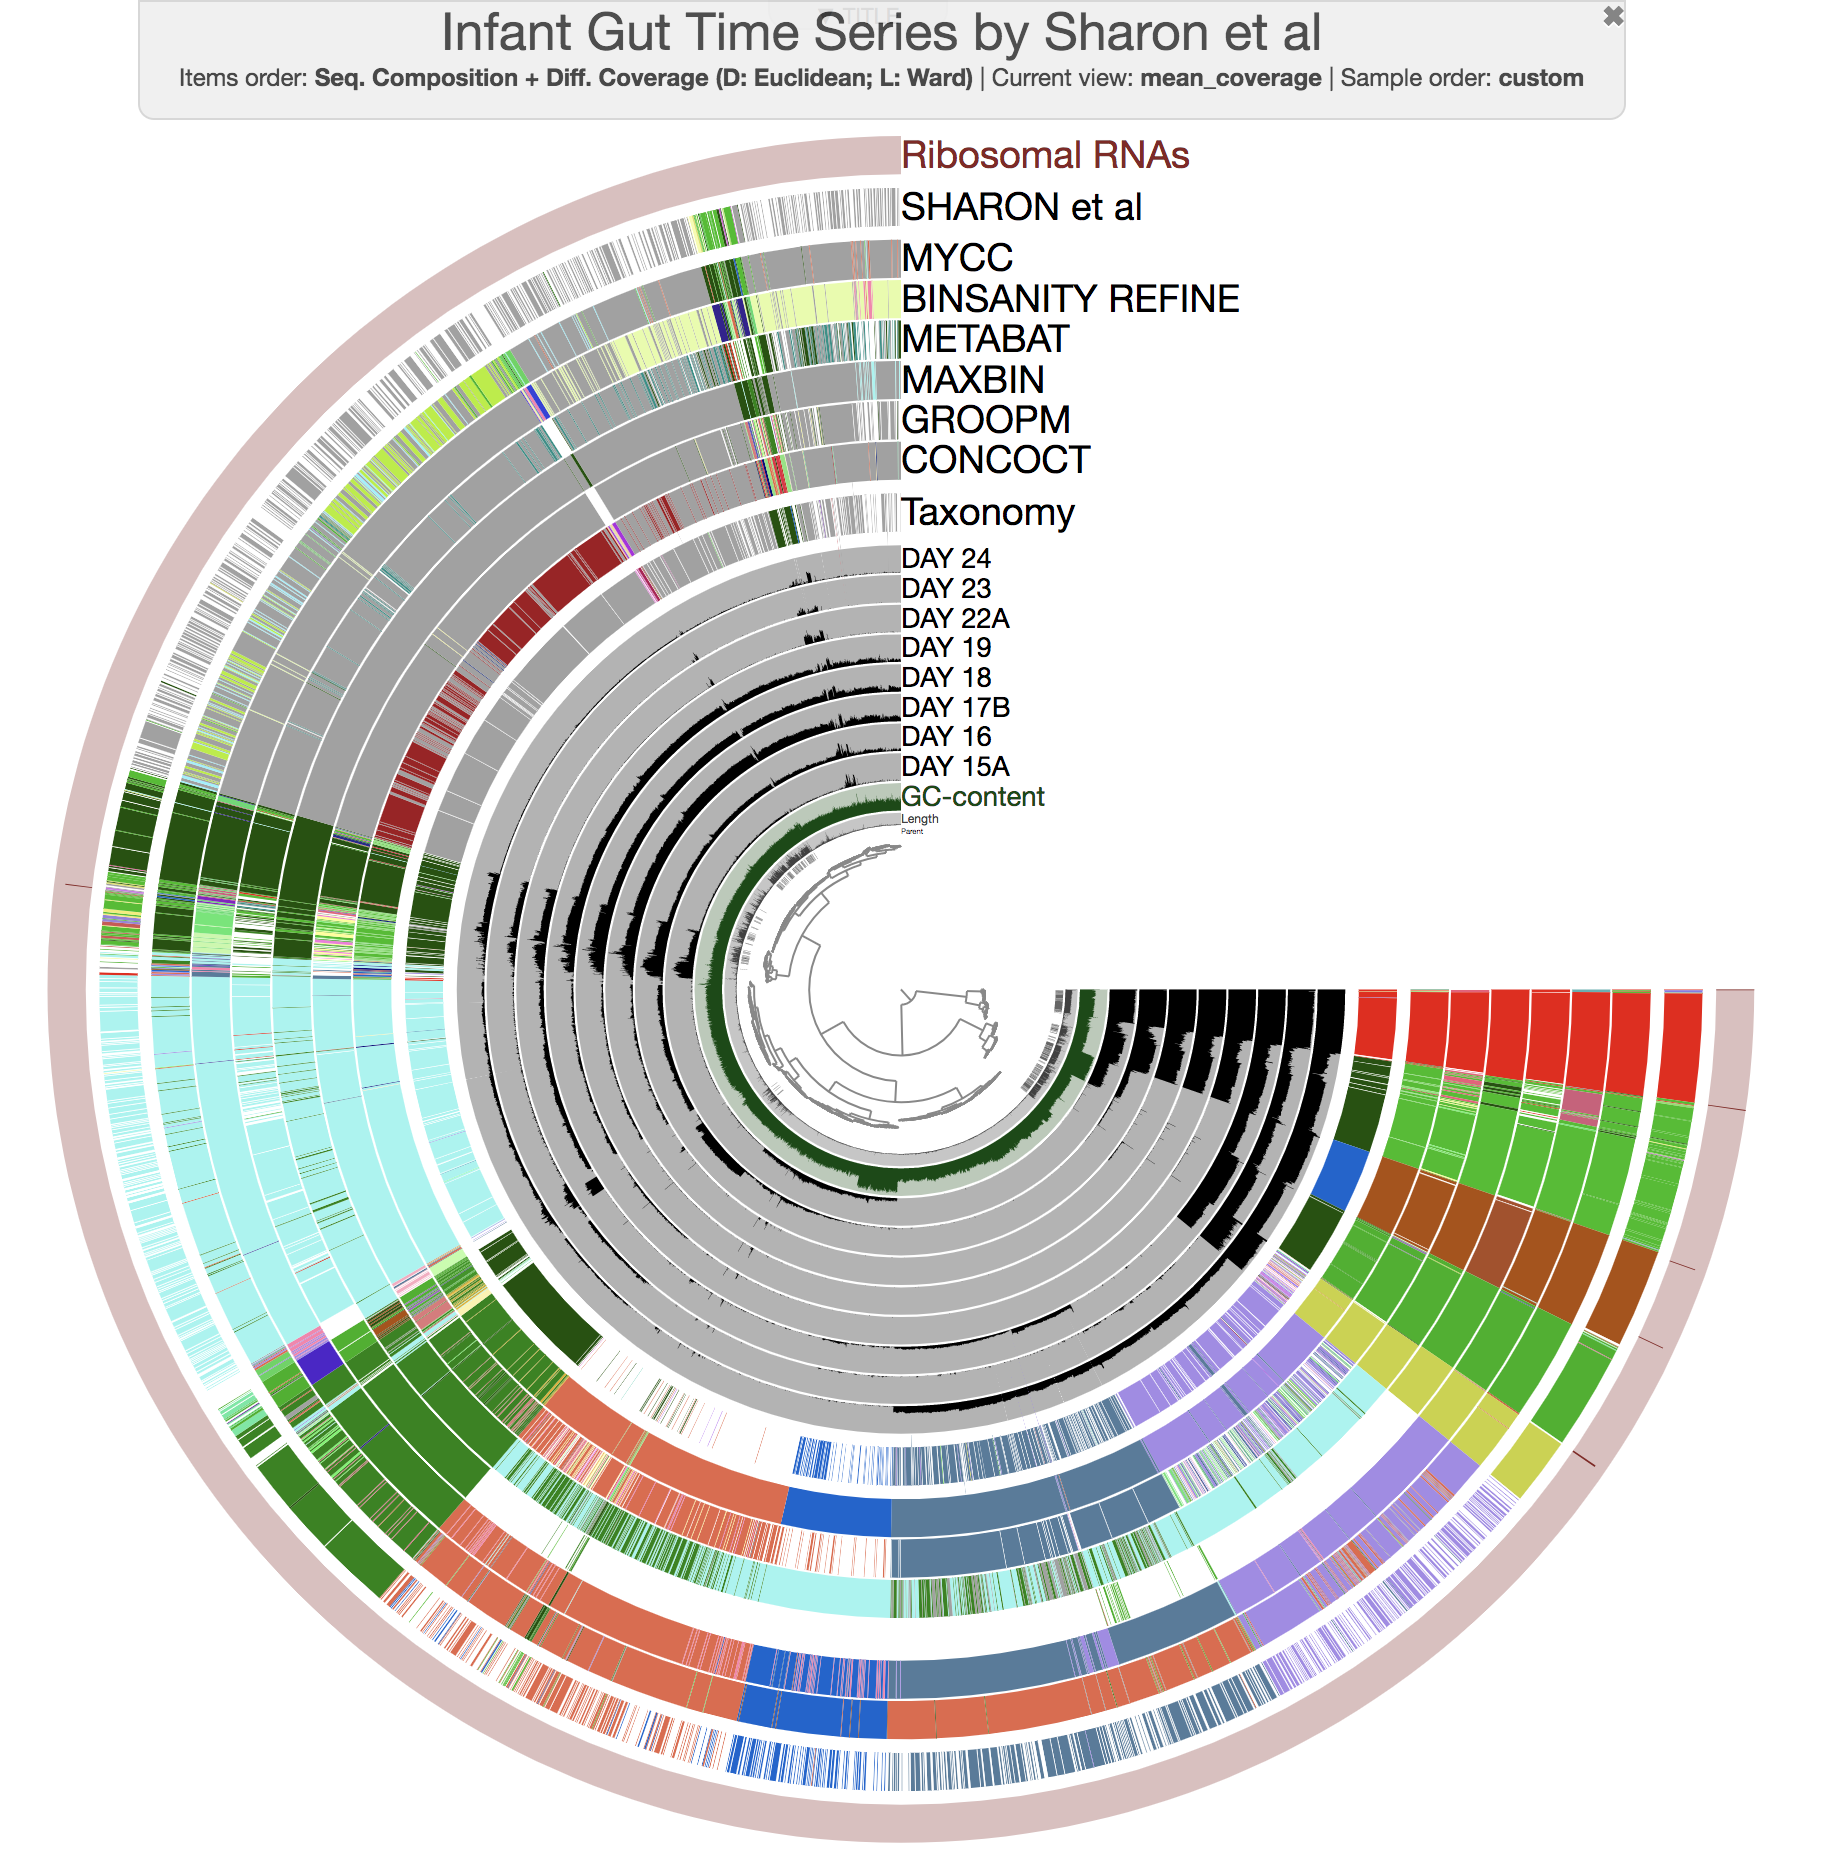 TITLE
Infant Gut Time Series by Sharon et al
Items order: Seq. Composition + Diff. Coverage (D: Euclidean; L: Ward) | Current view: mean_coverage | Sample order: custom
Ribosomal RNAs
SHARON et al
MYCC
BINSANITY REFINE
METABAT
MAXBIN
GROOPM
CONCOCT
Taxonomy
DAY 24
DAY 23
DAY 22A
DAY 19
DAY 18
DAY 17B
DAY 16
DAY 15A
GC-content
Length
Parent